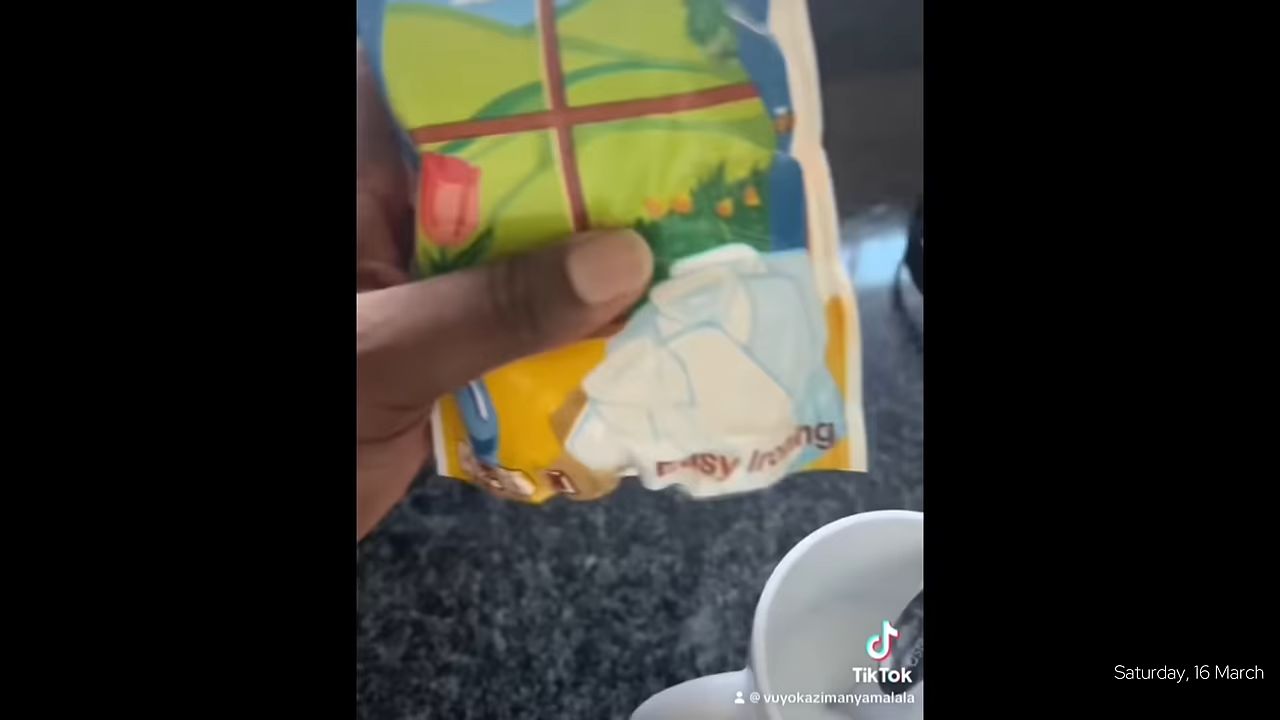 Easy Ironing
TikTok
@ vuyokazimanyamalala
Saturday, 16 March